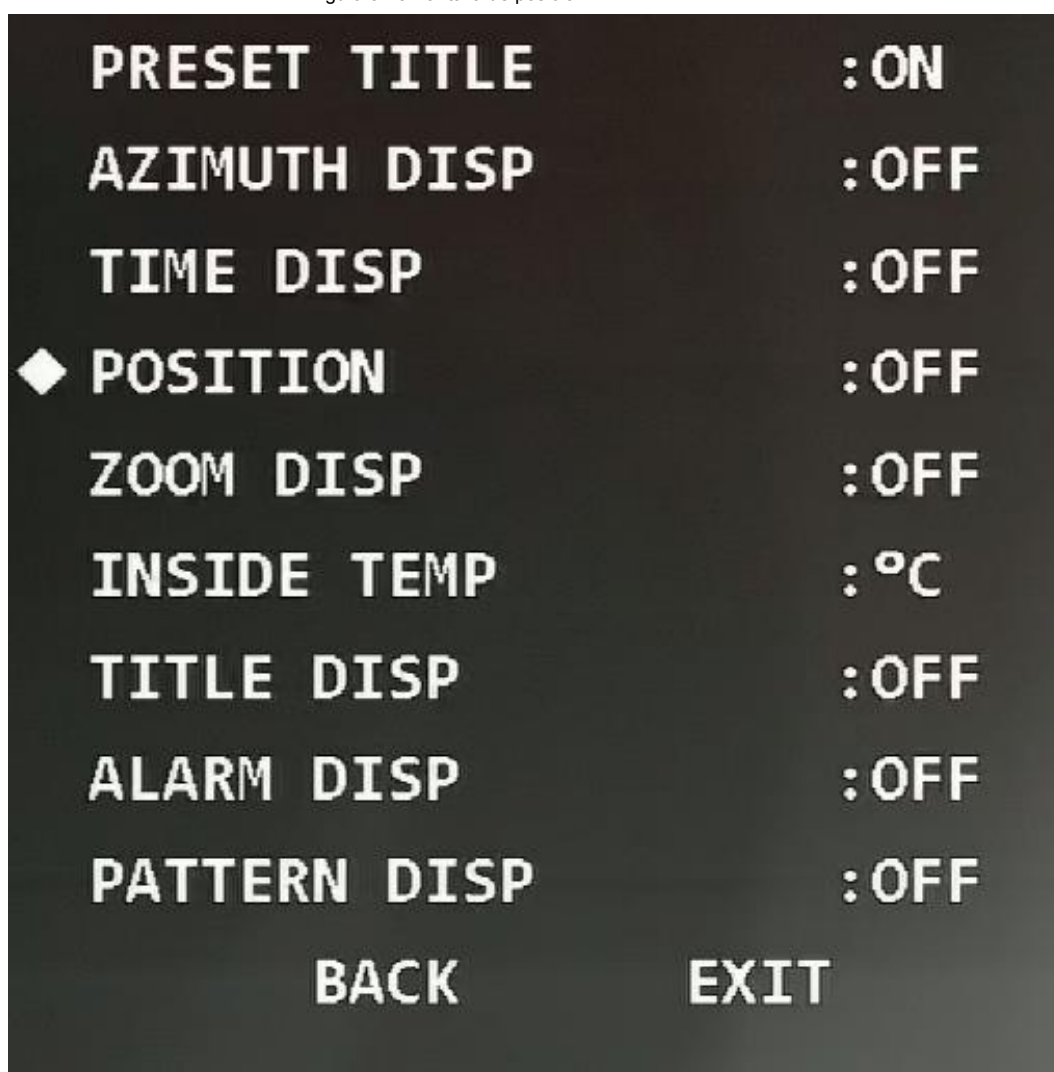 PRESET TITLE :ON
AZIMUTH DISP :OFF
TIME DISP :OFF
POSITION :OFF
ZOOM DISP :OFF
INSIDE TEMP :°C
TITLE DISP :OFF
ALARM DISP :OFF
PATTERN DISP :OFF
BACK EXIT